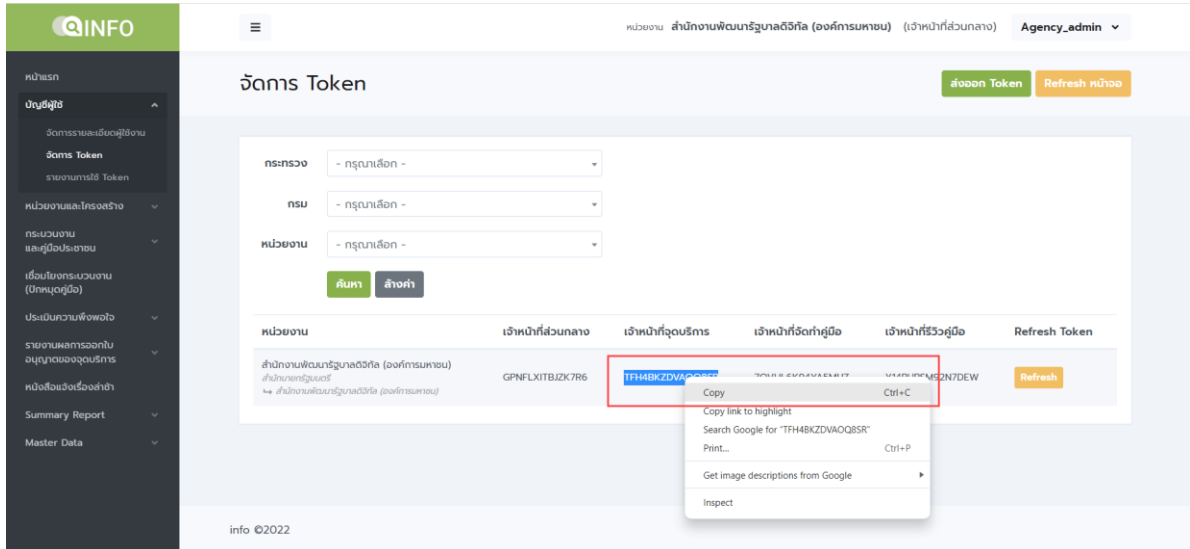 INFO
หน่วยงาน สำนักงานพัฒนารัฐบาลดิจิทัล (องค์การมหาชน) (เจ้าหน้าที่ส่วนกลาง) Agency_admin
หน้าแรก
บัญชีผู้ใช้
จัดการรายละเอียดผู้ใช้งาน
จัดการ Token
รายงานการใช้ Token
หน่วยงานและโครงสร้าง
กระบวนงาน
และคู่มือประชาชน
เชื่อมโยงกระบวนงาน
(ปักหมุดคู่มือ)
ประเมินความพึงพอใจ
รายงานผลการออกใบ
อนุญาตของจุดบริการ
หนังสือแจ้งเรื่องล่าช้า
Summary Report
Master Data
จัดการ Token
ส่งออก Token Refresh หน้าจอ
กระทรวง - กรุณาเลือก -
กรม - กรุณาเลือก -
หน่วยงาน - กรุณาเลือก -
ค้นหา ล้างค่า
หน่วยงาน เจ้าหน้าที่ส่วนกลาง เจ้าหน้าที่จุดบริการ เจ้าหน้าที่จัดทำคู่มือ เจ้าหน้าที่รีวิวคู่มือ Refresh Token
สำนักงานพัฒนารัฐบาลดิจิทัล (องค์การมหาชน)
สำนักนายกรัฐมนตรี
↪ สำนักงานพัฒนารัฐบาลดิจิทัล (องค์การมหาชน)
GPNFLXITBJZK7R6 TFH4BKZDVAOQ8SR Refresh
Copy Ctrl+C
Copy link to highlight
Search Google for "TFH4BKZDVAOQ8SR"
Print... Ctrl+P
Get image descriptions from Google
Inspect
info ©2022